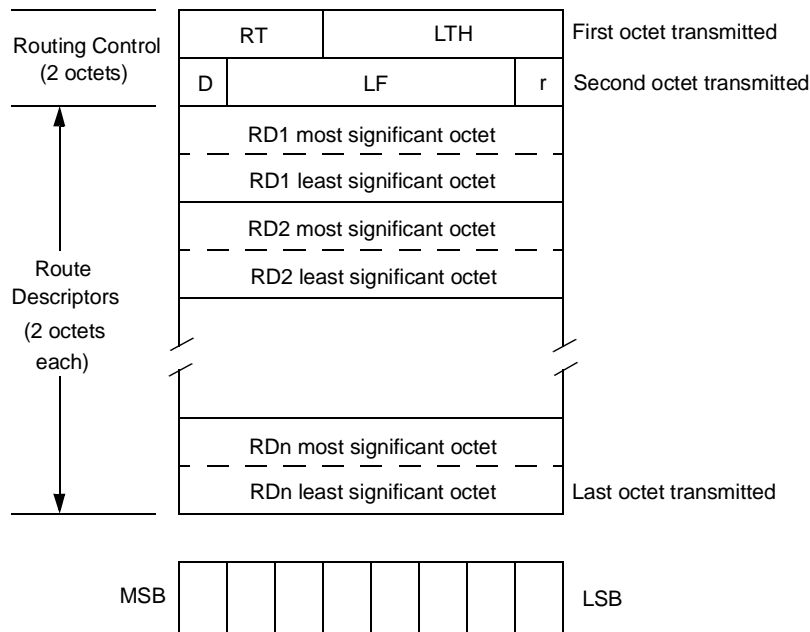 Routing Control
(2 octets)
RT
LTH
First octet transmitted
D
LF
r
Second octet transmitted
RD1 most significant octet
RD1 least significant octet
RD2 most significant octet
RD2 least significant octet
Route
Descriptors
(2 octets
each)
RDn most significant octet
RDn least significant octet
Last octet transmitted
MSB
LSB